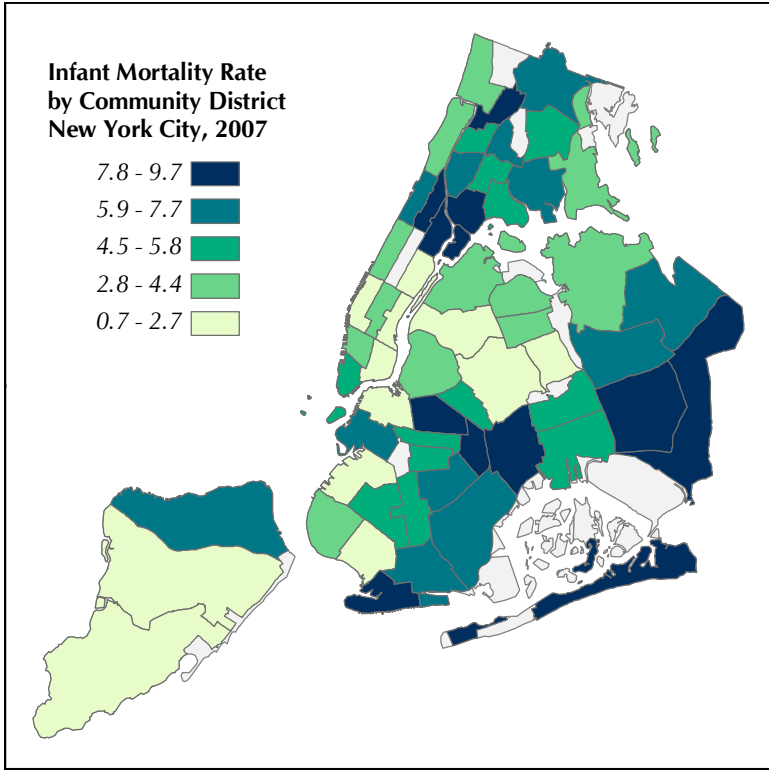 Infant Mortality Rate
by Community District
New York City, 2007
7.8 - 9.7
5.9 - 7.7
4.5 - 5.8
2.8 - 4.4
0.7 - 2.7